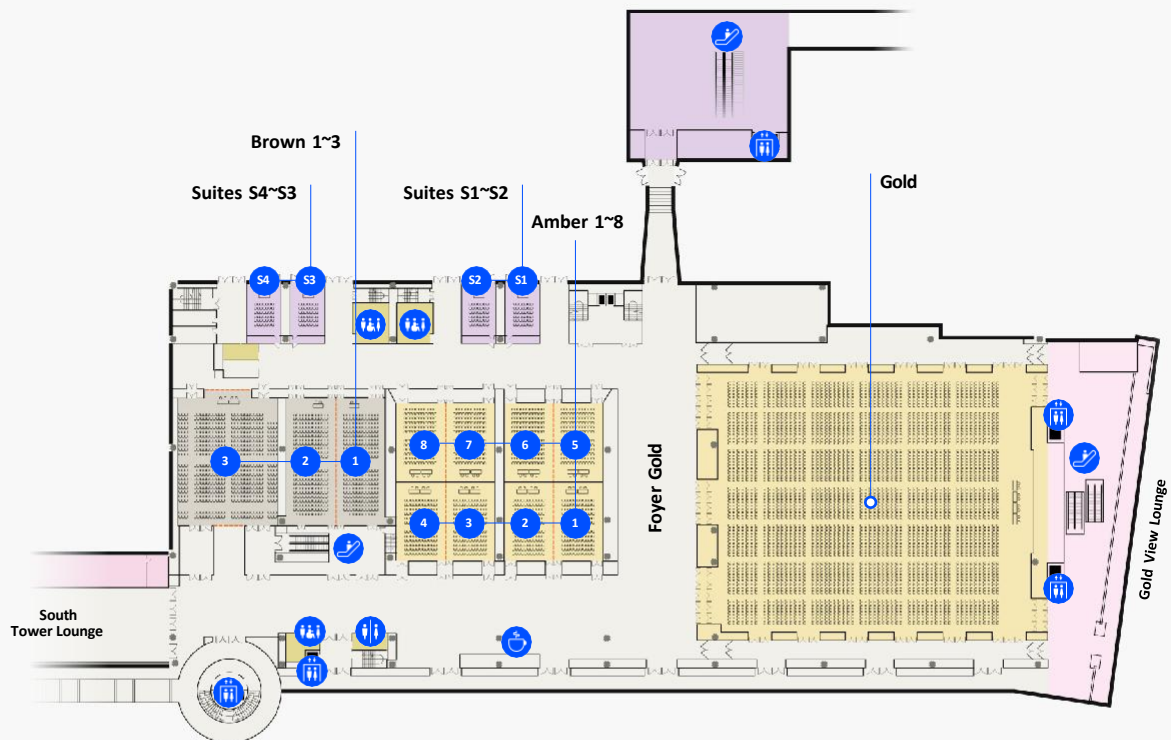 Brown 1~3
Suites S4~S3
Suites S1~S2
Gold
Amber 1~8
S4
S3
S2
S1
8
7
6
5
3
2
1
4
3
2
1
Foyer Gold
Gold View Lounge
South
Tower Lounge